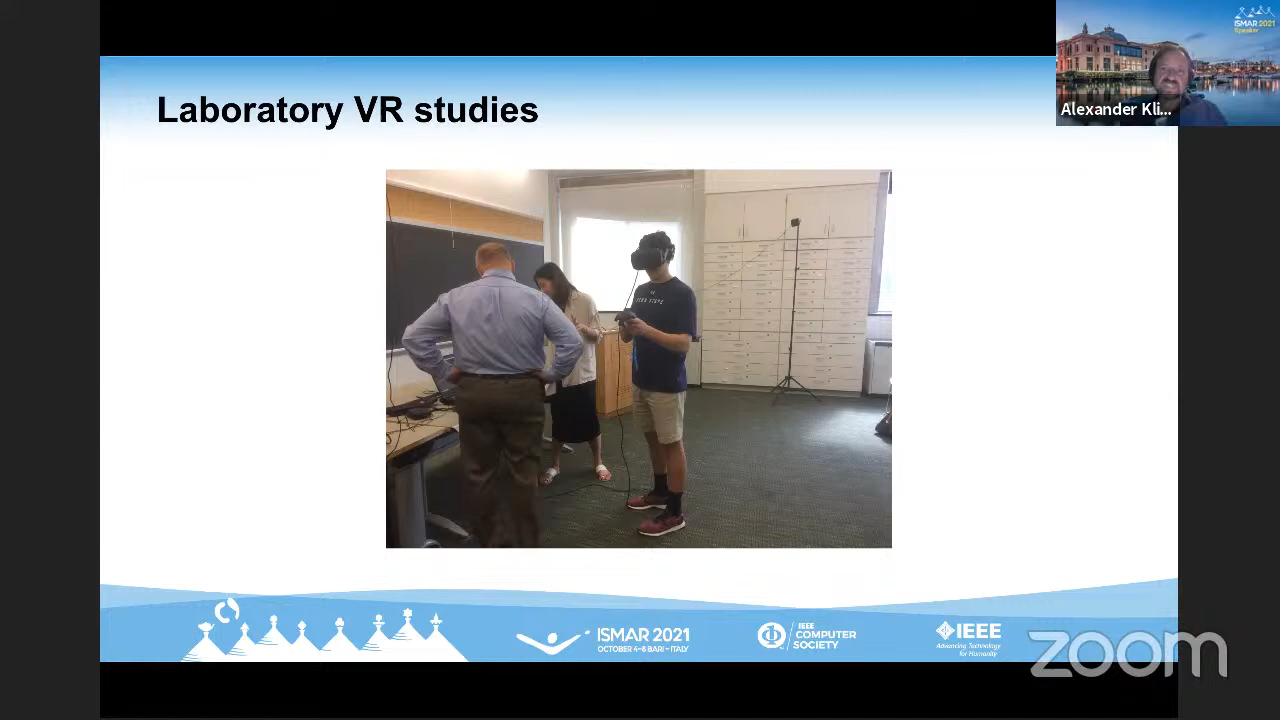 ISMAR 2021
Speaker
Alexander Kli...
Laboratory VR studies
ISMAR 2021
OCTOBER 4-8 BARI - ITALY
IEEE
COMPUTER
SOCIETY
IEEE
Advancing Technology
for Humanity
zoom